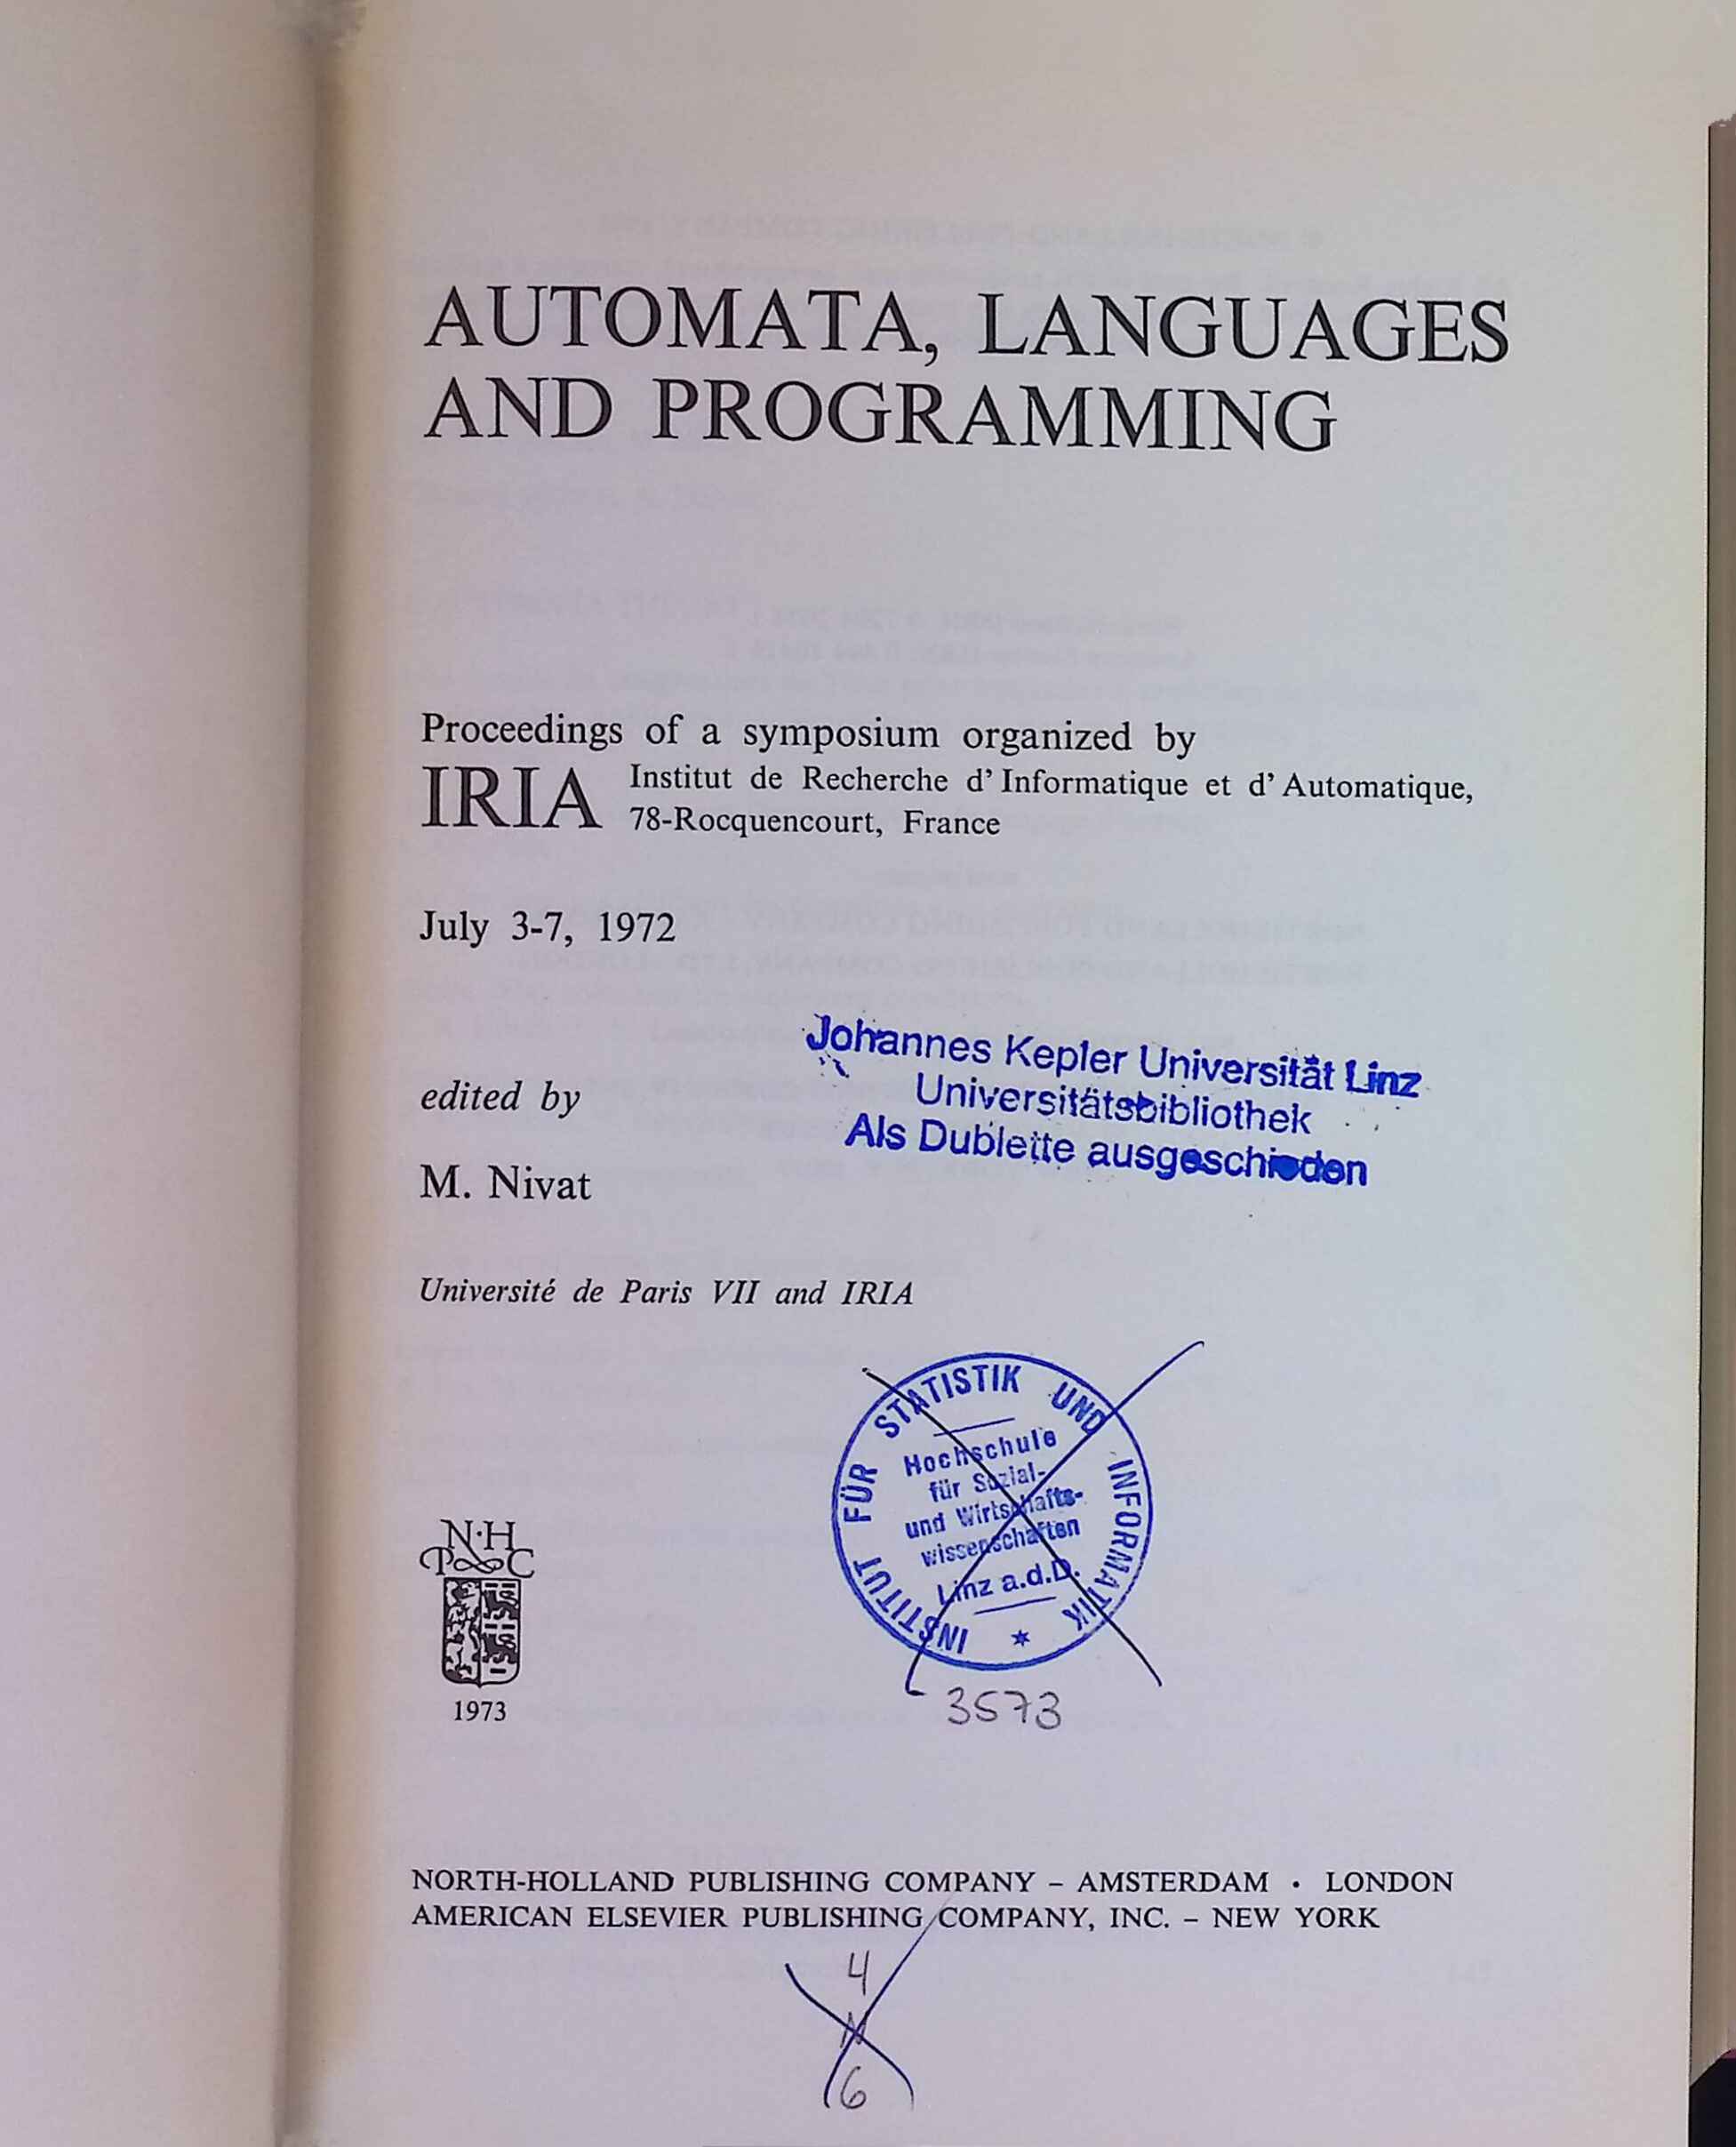 AUTOMATA, LANGUAGES
AND PROGRAMMING
Proceedings of a symposium organized by
IRIA Institut de Recherche d'Informatique et d'Automatique,
78-Rocquencourt, France
July 3-7, 1972
Johannes Kepler Universität Linz
Universitätsbibliothek
Als Dublette ausgeschieden
edited by
M. Nivat
Université de Paris VII and IRIA
INSTITUT FÜR STATISTIK UND INFORMATIK *
Hochschule
für Sozial-
und Wirtschafts-
wissenschaften
Linz a.d.D.
3573
N·H
P&C
1973
NORTH-HOLLAND PUBLISHING COMPANY – AMSTERDAM · LONDON
AMERICAN ELSEVIER PUBLISHING COMPANY, INC. – NEW YORK
4
N
6